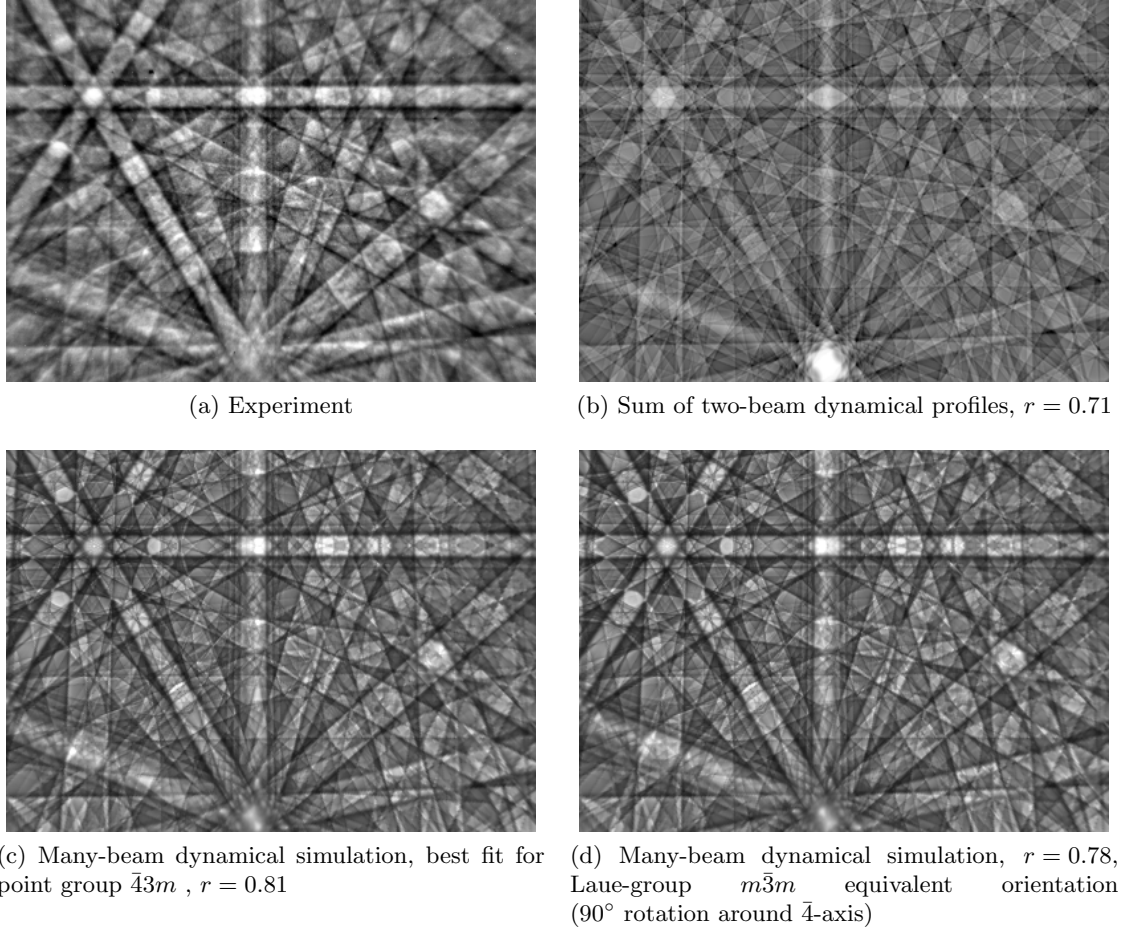 (a) Experiment
(b) Sum of two-beam dynamical profiles, r = 0.71
(c) Many-beam dynamical simulation, best fit for
point group 4̄3m , r = 0.81
(d) Many-beam dynamical simulation, r = 0.78,
Laue-group m3̄m equivalent orientation
(90° rotation around 4̄-axis)